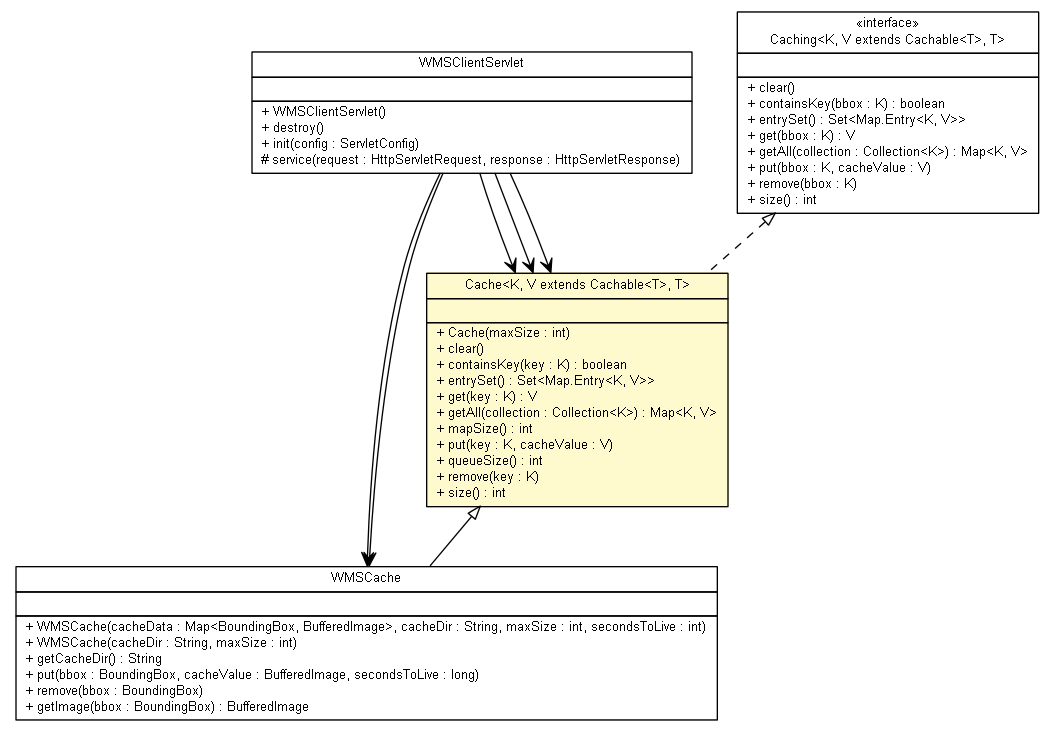 «interface»
Caching<K, V extends Cachable<T>, T>
+ clear()
+ containsKey(bbox : K) : boolean
+ entrySet() : Set<Map.Entry<K, V>>
+ get(bbox : K) : V
+ getAll(collection : Collection<K>) : Map<K, V>
+ put(bbox : K, cacheValue : V)
+ remove(bbox : K)
+ size() : int
WMSClientServlet
+ WMSClientServlet()
+ destroy()
+ init(config : ServletConfig)
# service(request : HttpServletRequest, response : HttpServletResponse)
Cache<K, V extends Cachable<T>, T>
+ Cache(maxSize : int)
+ clear()
+ containsKey(key : K) : boolean
+ entrySet() : Set<Map.Entry<K, V>>
+ get(key : K) : V
+ getAll(collection : Collection<K>) : Map<K, V>
+ mapSize() : int
+ put(key : K, cacheValue : V)
+ queueSize() : int
+ remove(key : K)
+ size() : int
WMSCache
+ WMSCache(cacheData : Map<BoundingBox, BufferedImage>, cacheDir : String, maxSize : int, secondsToLive : int)
+ WMSCache(cacheDir : String, maxSize : int)
+ getCacheDir() : String
+ put(bbox : BoundingBox, cacheValue : BufferedImage, secondsToLive : long)
+ remove(bbox : BoundingBox)
+ getImage(bbox : BoundingBox) : BufferedImage